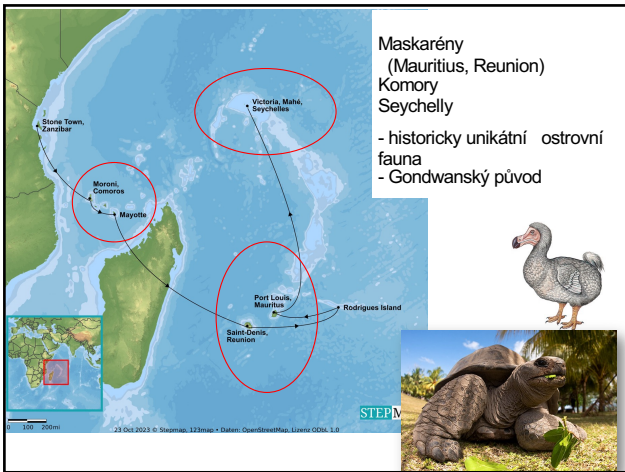 Maskarény
(Mauritius, Reunion)
Komory
Seychelly
- historicky unikátní ostrovní
fauna
- Gondwanský původ
Victoria, Mahé,
Seychelles
Stone Town,
Zanzibar
Moroni,
Comoros
Mayotte
Port Louis,
Mauritus
Rodrigues Island
Saint-Denis,
Reunion
STEP M
0 100 200mi
23 Oct 2023 © Stepmap, 123map • Daten: OpenStreetMap, Lizenz ODbL 1.0